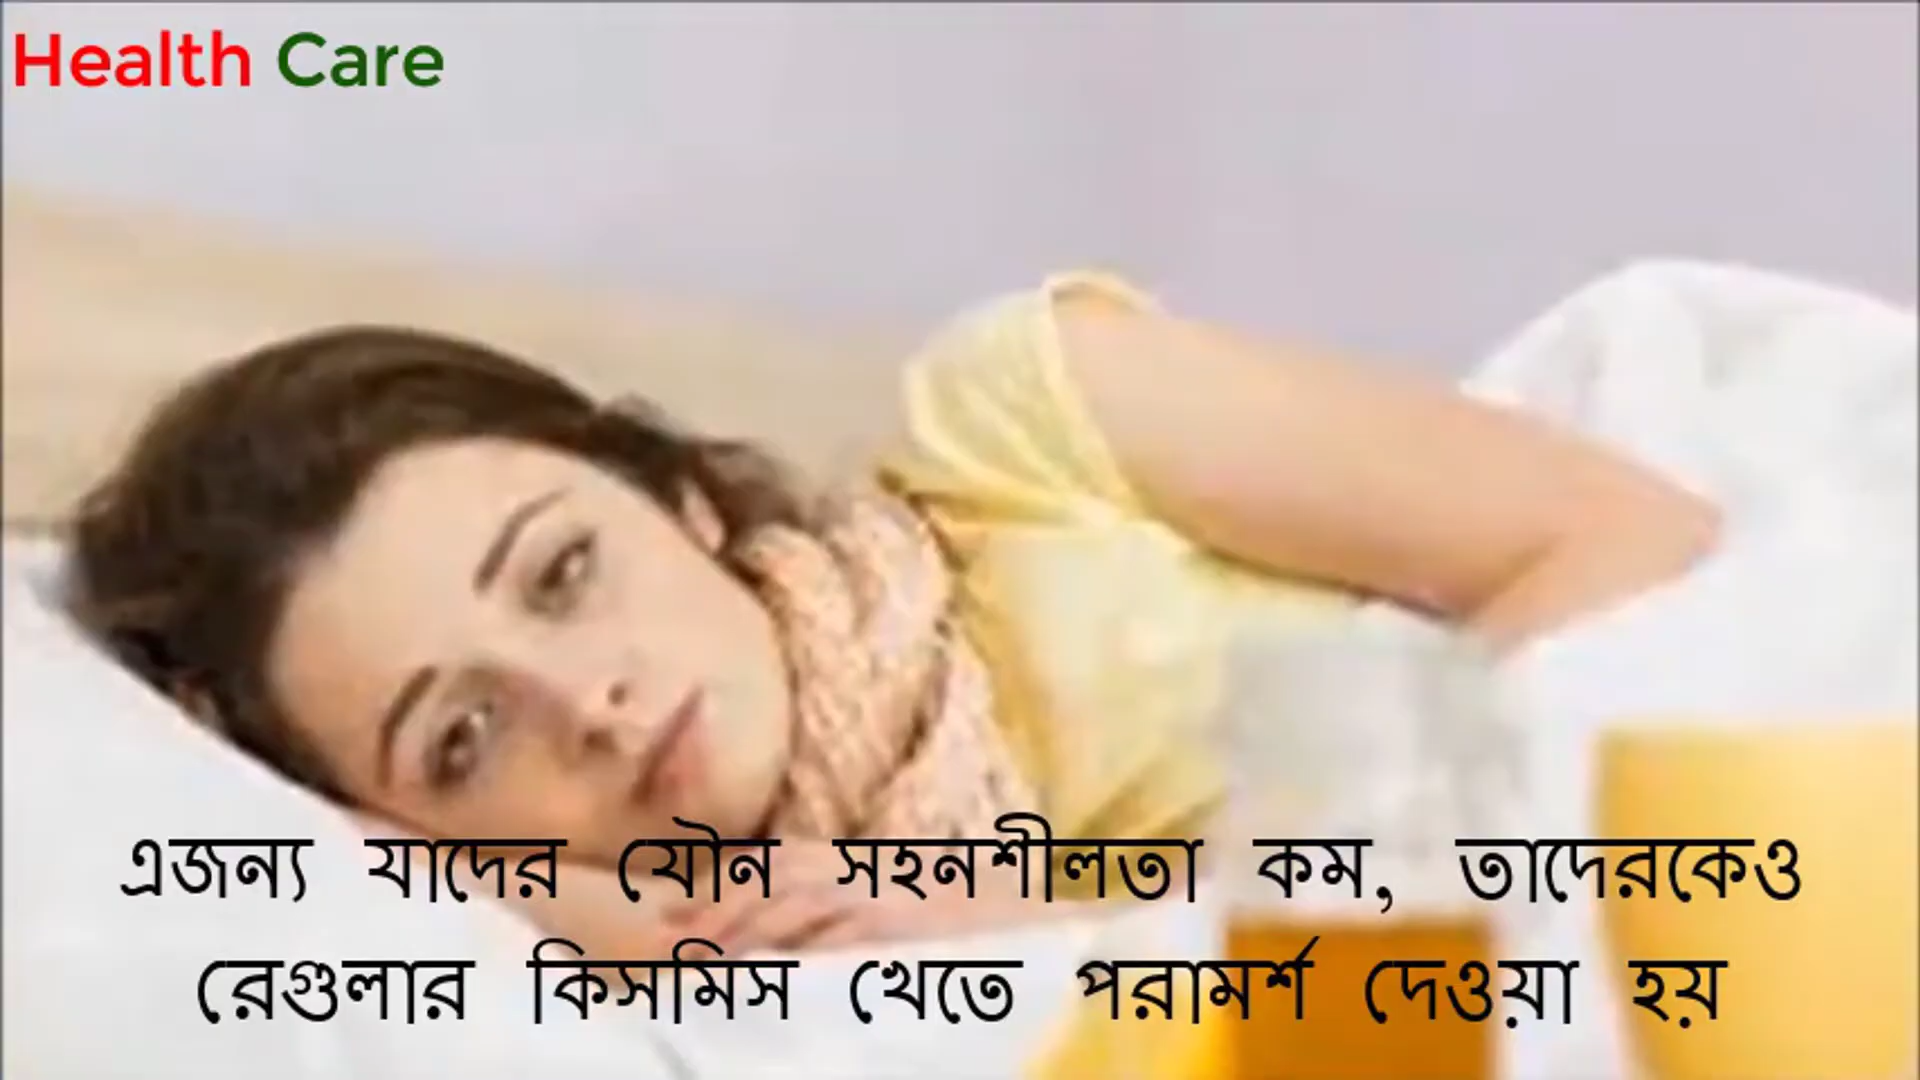 Health Care
এজন্য যাদের যৌন সহনশীলতা কম, তাদেরকেও
রেগুলার কিসমিস খেতে পরামর্শ দেওয়া হয়